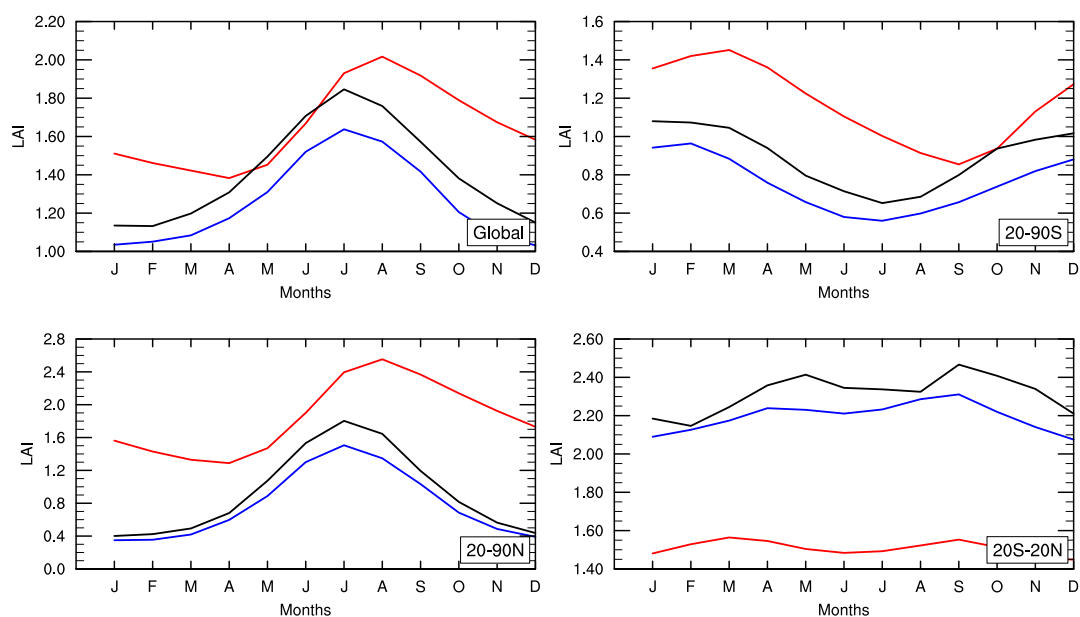 2.20
2.00
1.80
1.60
1.40
1.20
1.00
LAI
J F M A M J J A S O N D
Months
Global
1.6
1.4
1.2
1.0
0.8
0.6
0.4
LAI
J F M A M J J A S O N D
Months
20-90S
2.8
2.4
2.0
1.6
1.2
0.8
0.4
0.0
LAI
J F M A M J J A S O N D
Months
20-90N
2.60
2.40
2.20
2.00
1.80
1.60
1.40
LAI
J F M A M J J A S O N D
Months
20S-20N